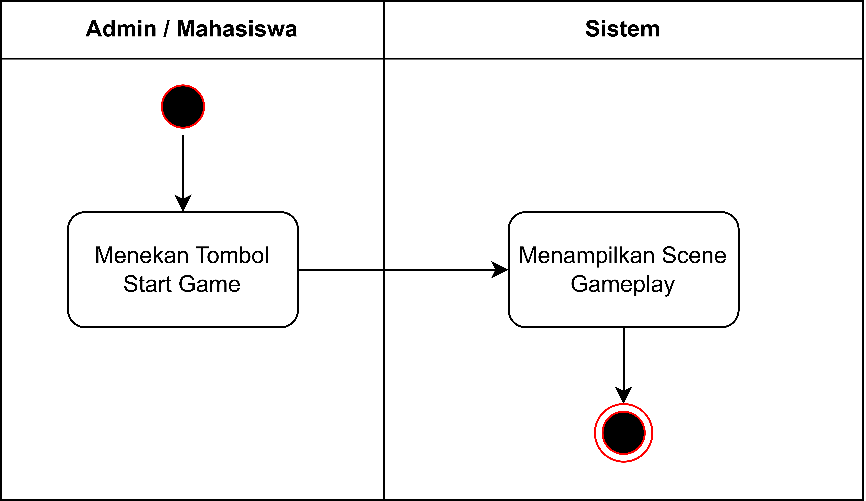 Admin / Mahasiswa
Sistem
Menekan Tombol
Start Game
Menampilkan Scene
Gameplay